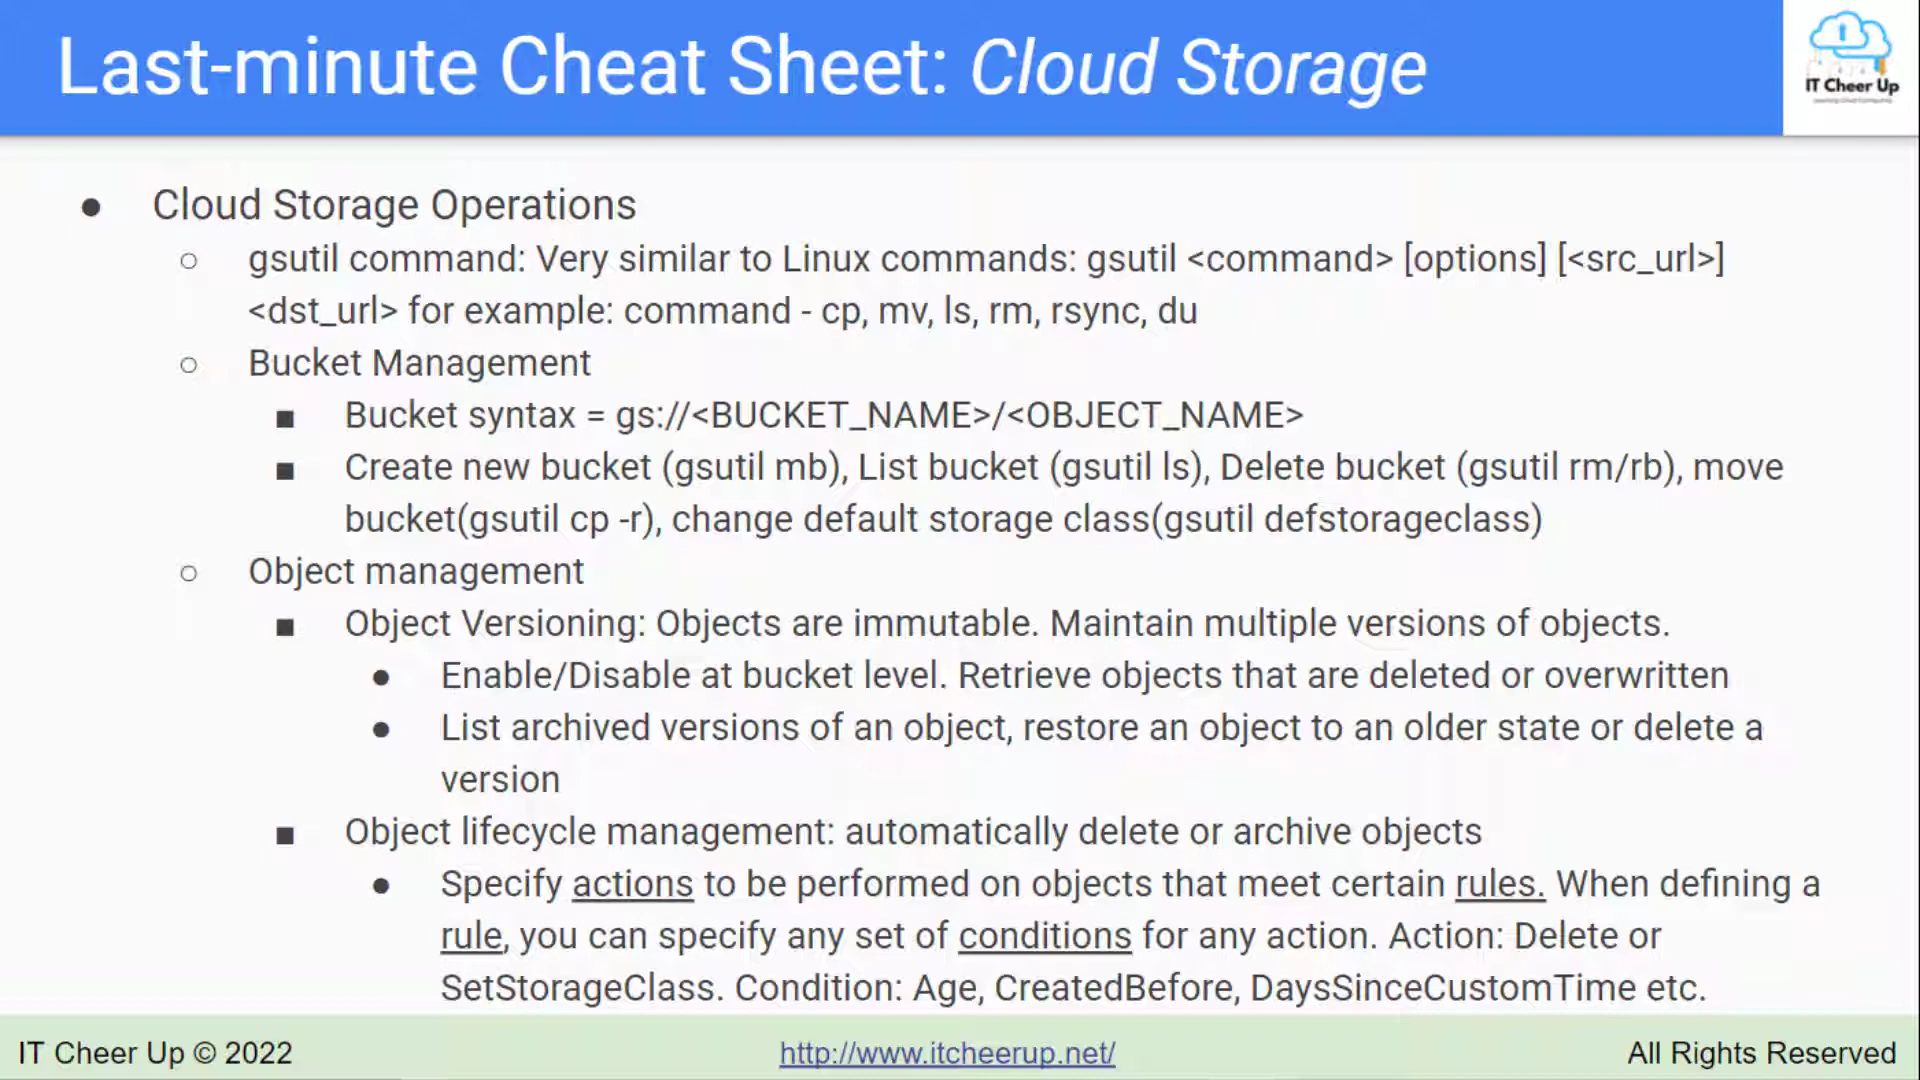 Last-minute Cheat Sheet: Cloud Storage
IT Cheer Up
● Cloud Storage Operations
○ gsutil command: Very similar to Linux commands: gsutil <command> [options] [<src_url>]
<dst_url> for example: command - cp, mv, ls, rm, rsync, du
○ Bucket Management
■ Bucket syntax = gs://<BUCKET_NAME>/<OBJECT_NAME>
■ Create new bucket (gsutil mb), List bucket (gsutil ls), Delete bucket (gsutil rm/rb), move
bucket(gsutil cp -r), change default storage class(gsutil defstorageclass)
○ Object management
■ Object Versioning: Objects are immutable. Maintain multiple versions of objects.
● Enable/Disable at bucket level. Retrieve objects that are deleted or overwritten
● List archived versions of an object, restore an object to an older state or delete a
version
■ Object lifecycle management: automatically delete or archive objects
● Specify actions to be performed on objects that meet certain rules. When defining a
rule, you can specify any set of conditions for any action. Action: Delete or
SetStorageClass. Condition: Age, CreatedBefore, DaysSinceCustomTime etc.
IT Cheer Up © 2022
http://www.itcheerup.net/
All Rights Reserved